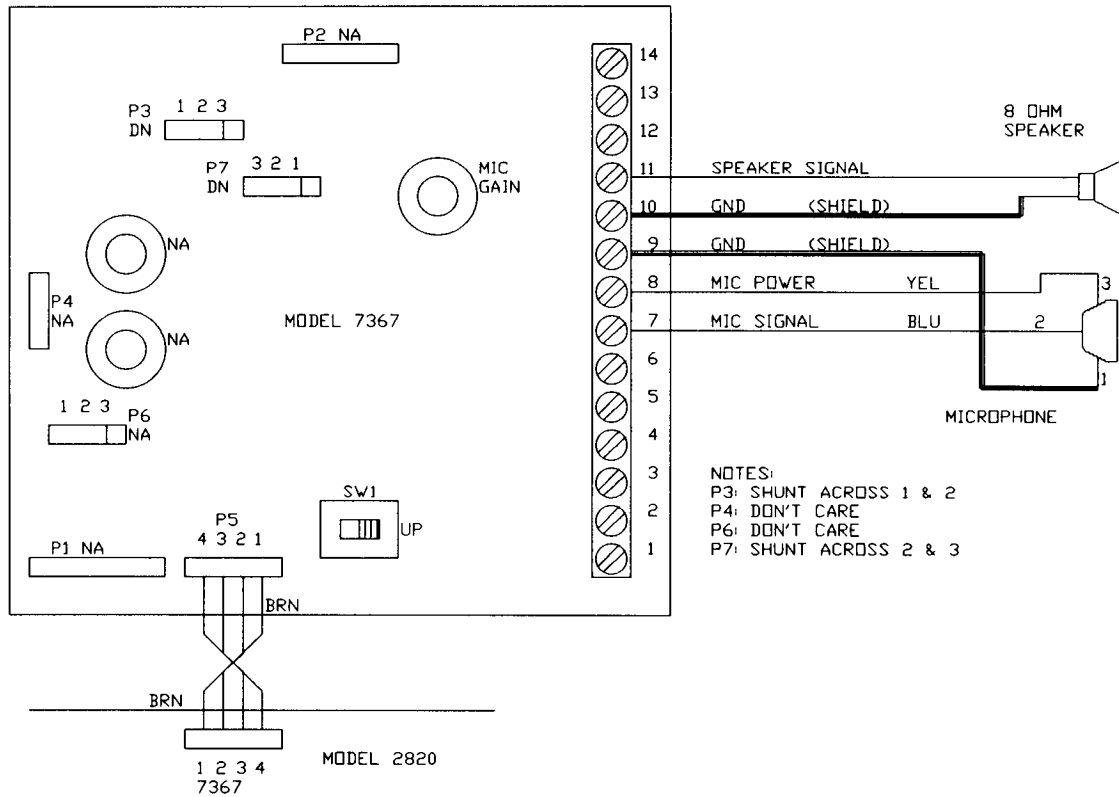 P2 NA
14
13
12
11
10
9
8
7
6
5
4
3
2
1
P3
DN
1 2 3
P7
DN
3 2 1
MIC
GAIN
NA
NA
P4
NA
MODEL 7367
1 2 3
P6
NA
SW1
UP
P5
4 3 2 1
P1 NA
BRN
BRN
1 2 3 4
7367
MODEL 2820
8 OHM
SPEAKER
SPEAKER SIGNAL
GND (SHIELD)
GND (SHIELD)
MIC POWER YEL
MIC SIGNAL BLU
3
2
1
MICROPHONE
NOTES:
P3: SHUNT ACROSS 1 & 2
P4: DON'T CARE
P6: DON'T CARE
P7: SHUNT ACROSS 2 & 3